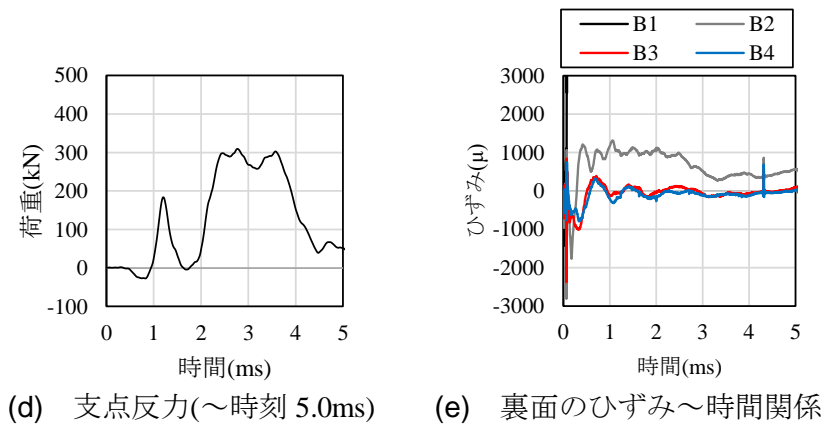 B1 B2
B3 B4
500
400
300
200
100
0
-100
荷重(kN)
0 1 2 3 4 5
時間(ms)
(d) 支点反力(～時刻 5.0ms)
3000
2000
1000
0
-1000
-2000
-3000
ひずみ(μ)
0 1 2 3 4 5
時間(ms)
(e) 裏面のひずみ～時間関係